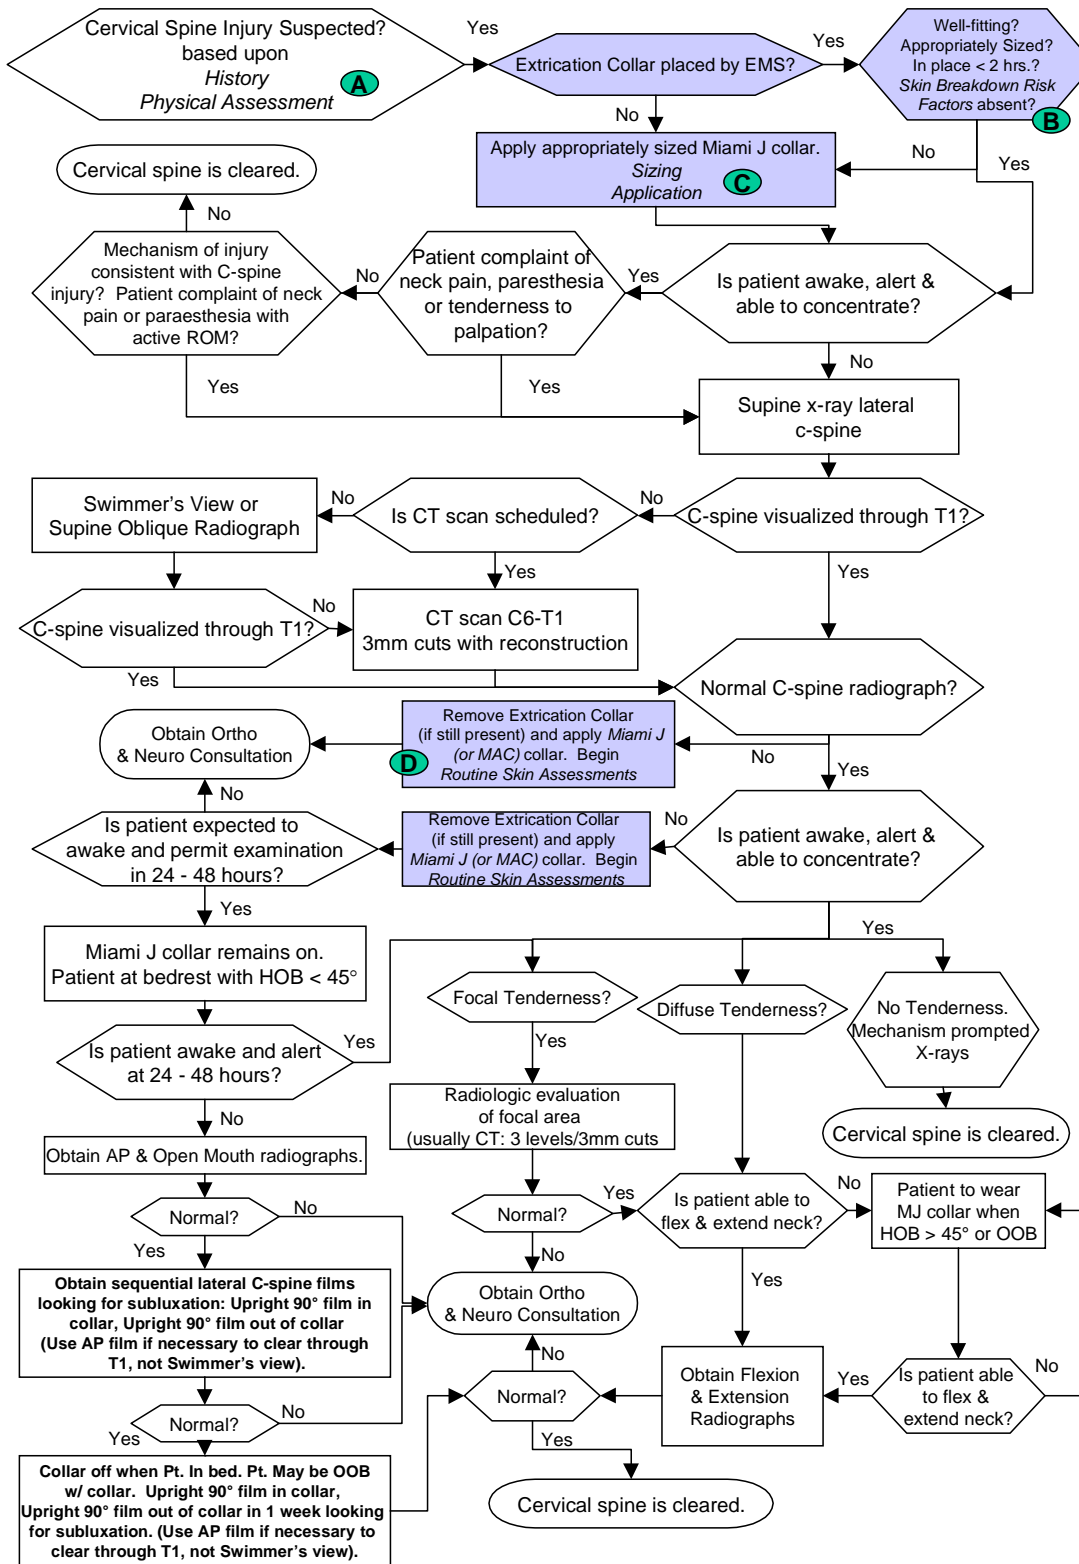 Cervical Spine Injury Suspected?
based upon
History
Physical Assessment
A
Yes
Extrication Collar placed by EMS?
Yes
Well-fitting?
Appropriately Sized?
In place < 2 hrs.?
Skin Breakdown Risk
Factors absent?
B
No
Apply appropriately sized Miami J collar.
Sizing
Application
C
No
Yes
Cervical spine is cleared.
No
Mechanism of injury
consistent with C-spine
injury? Patient complaint of neck
pain or paraesthesia with
active ROM?
No
Patient complaint of
neck pain, paresthesia
or tenderness to
palpation?
Yes
Is patient awake, alert &
able to concentrate?
Yes
Yes
No
Supine x-ray lateral
c-spine
Swimmer's View or
Supine Oblique Radiograph
No
Is CT scan scheduled?
No
C-spine visualized through T1?
Yes
Yes
C-spine visualized through T1?
No
CT scan C6-T1
3mm cuts with reconstruction
Yes
Normal C-spine radiograph?
Obtain Ortho
& Neuro Consultation
Remove Extrication Collar
(if still present) and apply Miami J
(or MAC) collar. Begin
Routine Skin Assessments
D
No
Yes
No
Is patient expected to
awake and permit examination
in 24 - 48 hours?
Remove Extrication Collar
(if still present) and apply
Miami J (or MAC) collar. Begin
Routine Skin Assessments
No
Is patient awake, alert &
able to concentrate?
Yes
Yes
Miami J collar remains on.
Patient at bedrest with HOB < 45°
Focal Tenderness?
Diffuse Tenderness?
No Tenderness.
Mechanism prompted
X-rays
Is patient awake and alert
at 24 - 48 hours?
Yes
Yes
No
Radiologic evaluation
of focal area
(usually CT: 3 levels/3mm cuts
Cervical spine is cleared.
Obtain AP & Open Mouth radiographs.
Normal?
No
Normal?
Yes
Is patient able to
flex & extend neck?
No
Patient to wear
MJ collar when
HOB > 45° or OOB
Yes
No
Yes
Obtain sequential lateral C-spine films
looking for subluxation: Upright 90° film in
collar, Upright 90° film out of collar
(Use AP film if necessary to clear through
T1, not Swimmer's view).
Obtain Ortho
& Neuro Consultation
No
Normal?
No
Normal?
Obtain Flexion
& Extension
Radiographs
Yes
Is patient able
to flex &
extend neck?
No
Yes
Yes
Collar off when Pt. In bed. Pt. May be OOB
w/ collar. Upright 90° film in collar,
Upright 90° film out of collar in 1 week looking
for subluxation. (Use AP film if necessary to
clear through T1, not Swimmer's view).
Cervical spine is cleared.